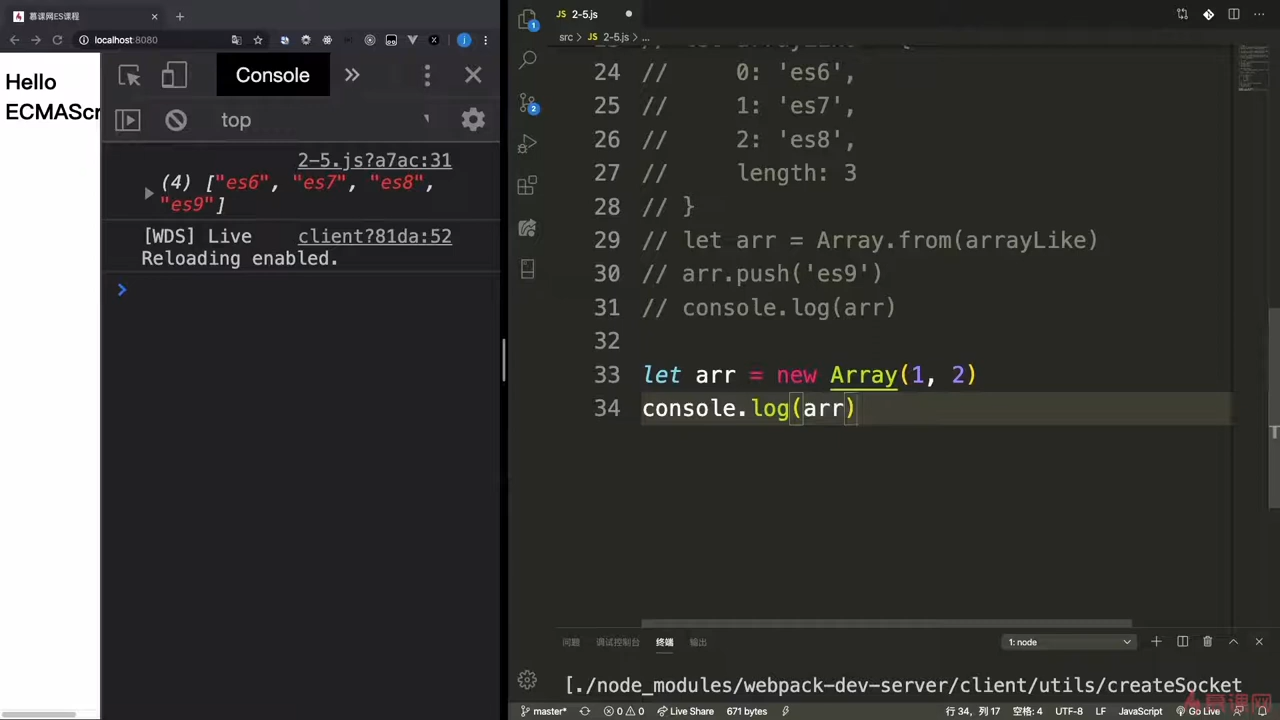 慕课网ES课程
localhost:8080
Hello
ECMAScr
Console
top
2-5.js?a7ac:31
(4) ["es6", "es7", "es8",
"es9"]
[WDS] Live
client?81da:52
Reloading enabled.
JS 2-5.js
src > JS 2-5.js > ...
24 // 0: 'es6',
25 // 1: 'es7',
26 // 2: 'es8',
27 // length: 3
28 // }
29 // let arr = Array.from(arrayLike)
30 // arr.push('es9')
31 // console.log(arr)
32
33 let arr = new Array(1, 2)
34 console.log(arr)
问题 调试控制台 终端 输出
1: node
[./node_modules/webpack-dev-server/client/utils/createSocket
master* 0 0 Live Share 671 bytes
行 34, 列 17 空格: 4 UTF-8 LF JavaScript Go Live
慕课网